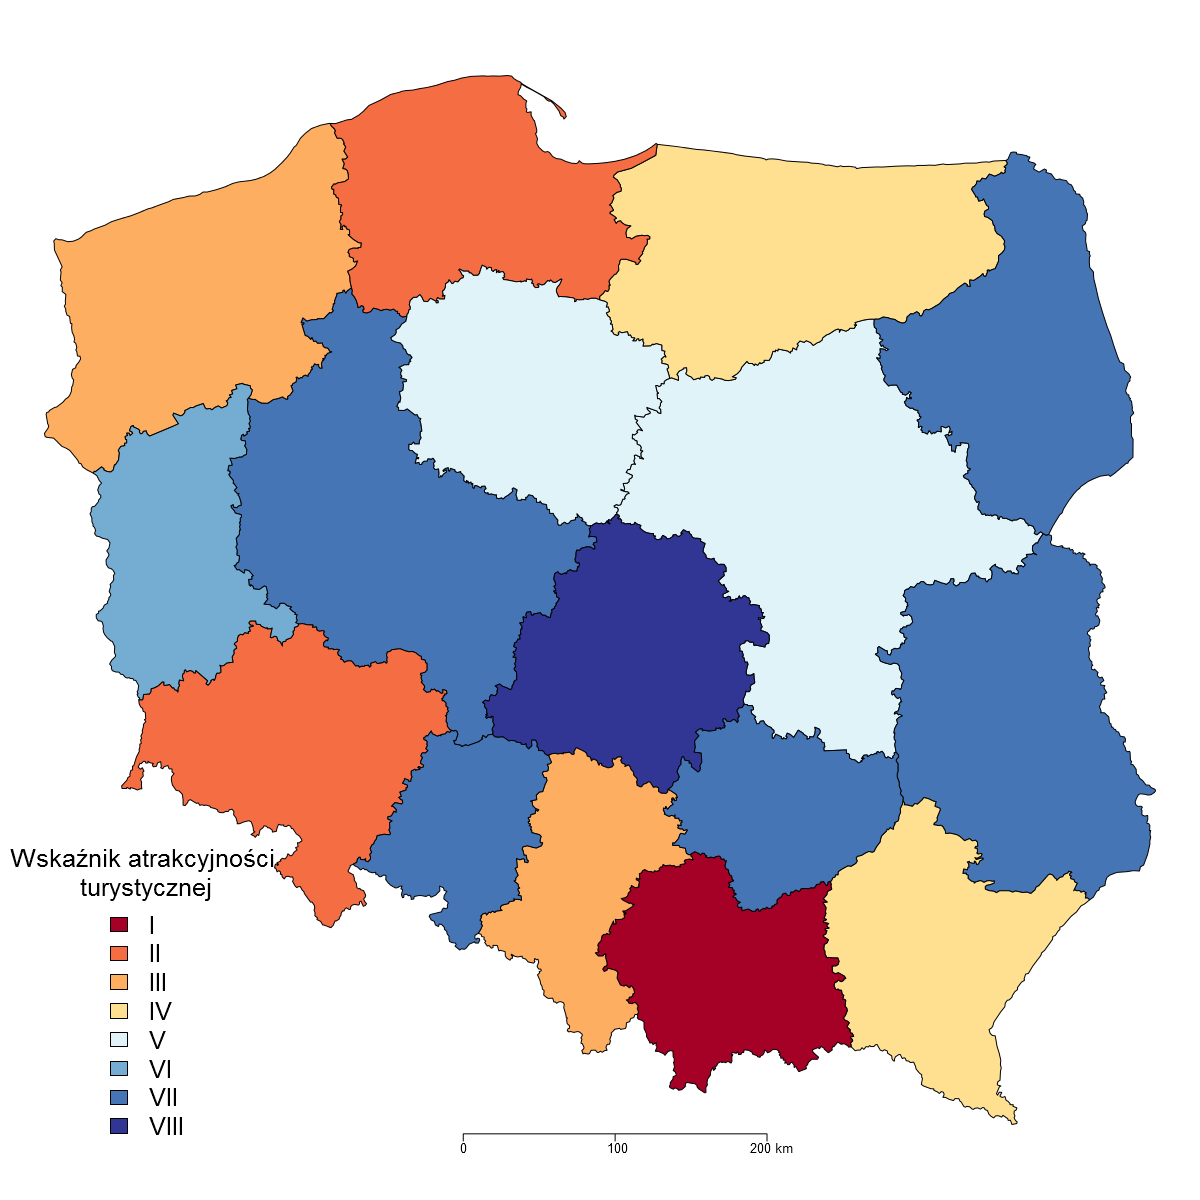 Wskaźnik atrakcyjności
turystycznej
I
II
III
IV
V
VI
VII
VIII
0 100 200 km